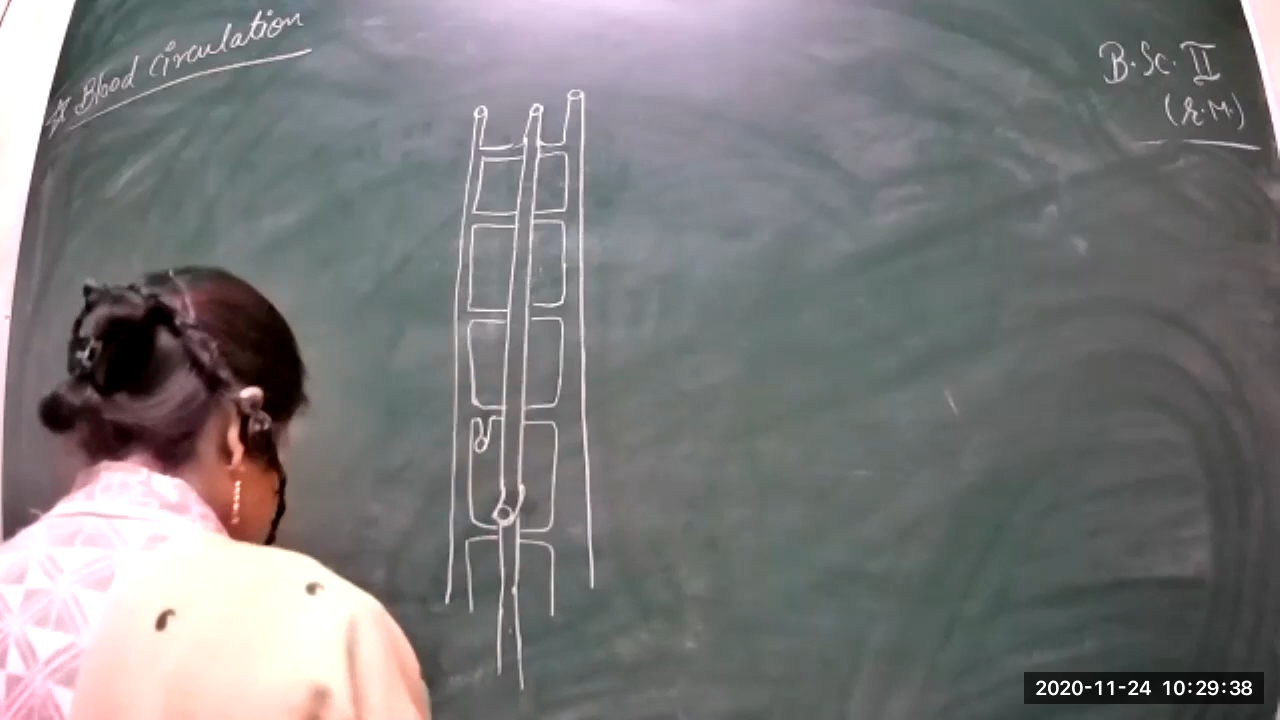 * Blood circulation
B.Sc. II
(R.M.)
2020-11-24 10:29:38